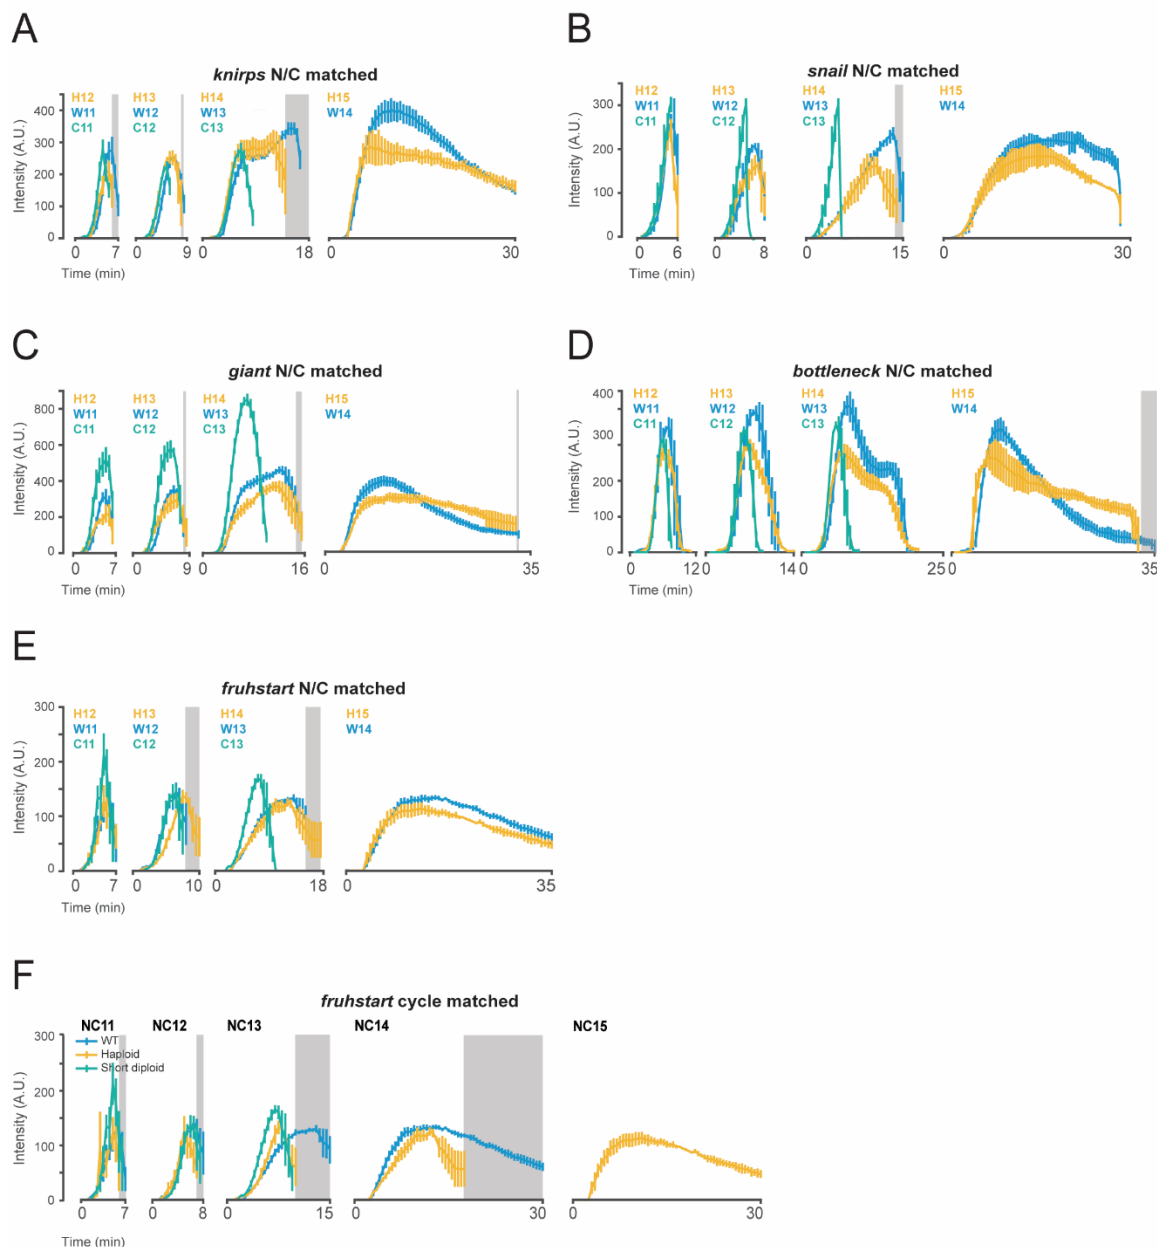 A
knirps N/C matched
H12 H13 H14 H15
W11 W12 W13 W14
C11 C12 C13
400
300
200
100
0
Intensity (A.U.)
0 7 0 9 0 18 0 30
Time (min)
B
snail N/C matched
H12 H13 H14 H15
W11 W12 W13 W14
C11 C12 C13
300
200
100
0
Intensity (A.U.)
0 6 0 8 0 15 0 30
Time (min)
C
giant N/C matched
H12 H13 H14 H15
W11 W12 W13 W14
C11 C12 C13
800
600
400
200
0
Intensity (A.U.)
0 7 0 9 0 16 0 35
Time (min)
D
bottleneck N/C matched
H12 H13 H14 H15
W11 W12 W13 W14
C11 C12 C13
400
300
200
100
0
Intensity (A.U.)
0 12 0 14 0 25 0 35
Time (min)
E
fruhstart N/C matched
H12 H13 H14 H15
W11 W12 W13 W14
C11 C12 C13
300
200
100
0
Intensity (A.U.)
0 7 0 10 0 18 0 35
Time (min)
F
fruhstart cycle matched
NC11 NC12 NC13 NC14 NC15
WT
Haploid
Short diploid
300
200
100
0
Intensity (A.U.)
0 7 0 8 0 15 0 30 0 30
Time (min)